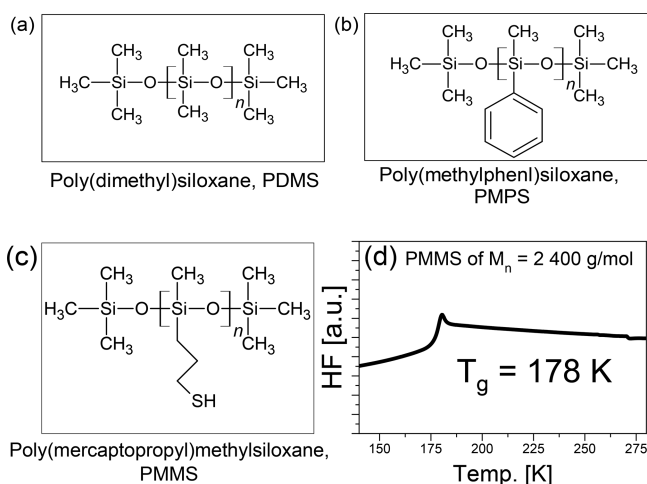 (a)
CH₃ CH₃ CH₃
H₃C—Si—O—[Si—O]ₙ—Si—CH₃
CH₃ CH₃ CH₃
Poly(dimethyl)siloxane, PDMS
(b)
CH₃ CH₃ CH₃
H₃C—Si—O—[Si—O]ₙ—Si—CH₃
CH₃ CH₃
Poly(methylphenl)siloxane,
PMPS
(c)
CH₃ CH₃ CH₃
H₃C—Si—O—[Si—O]ₙ—Si—CH₃
CH₃ CH₃
SH
Poly(mercaptopropyl)methylsiloxane,
PMMS
(d) PMMS of Mₙ = 2 400 g/mol
HF [a.u.]
T_g = 178 K
150 175 200 225 250 275
Temp. [K]